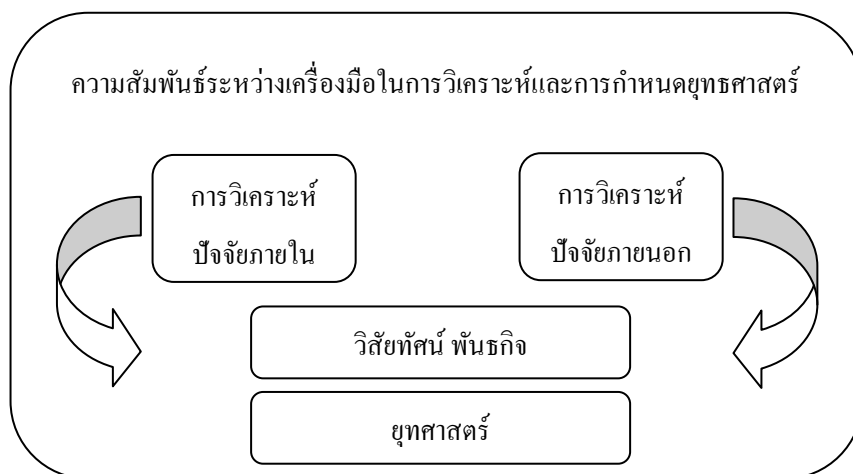 ความสัมพันธ์ระหว่างเครื่องมือในการวิเคราะห์และการกำหนดยุทธศาสตร์
การวิเคราะห์
ปัจจัยภายใน
การวิเคราะห์
ปัจจัยภายนอก
วิสัยทัศน์ พันธกิจ
ยุทศาสตร์